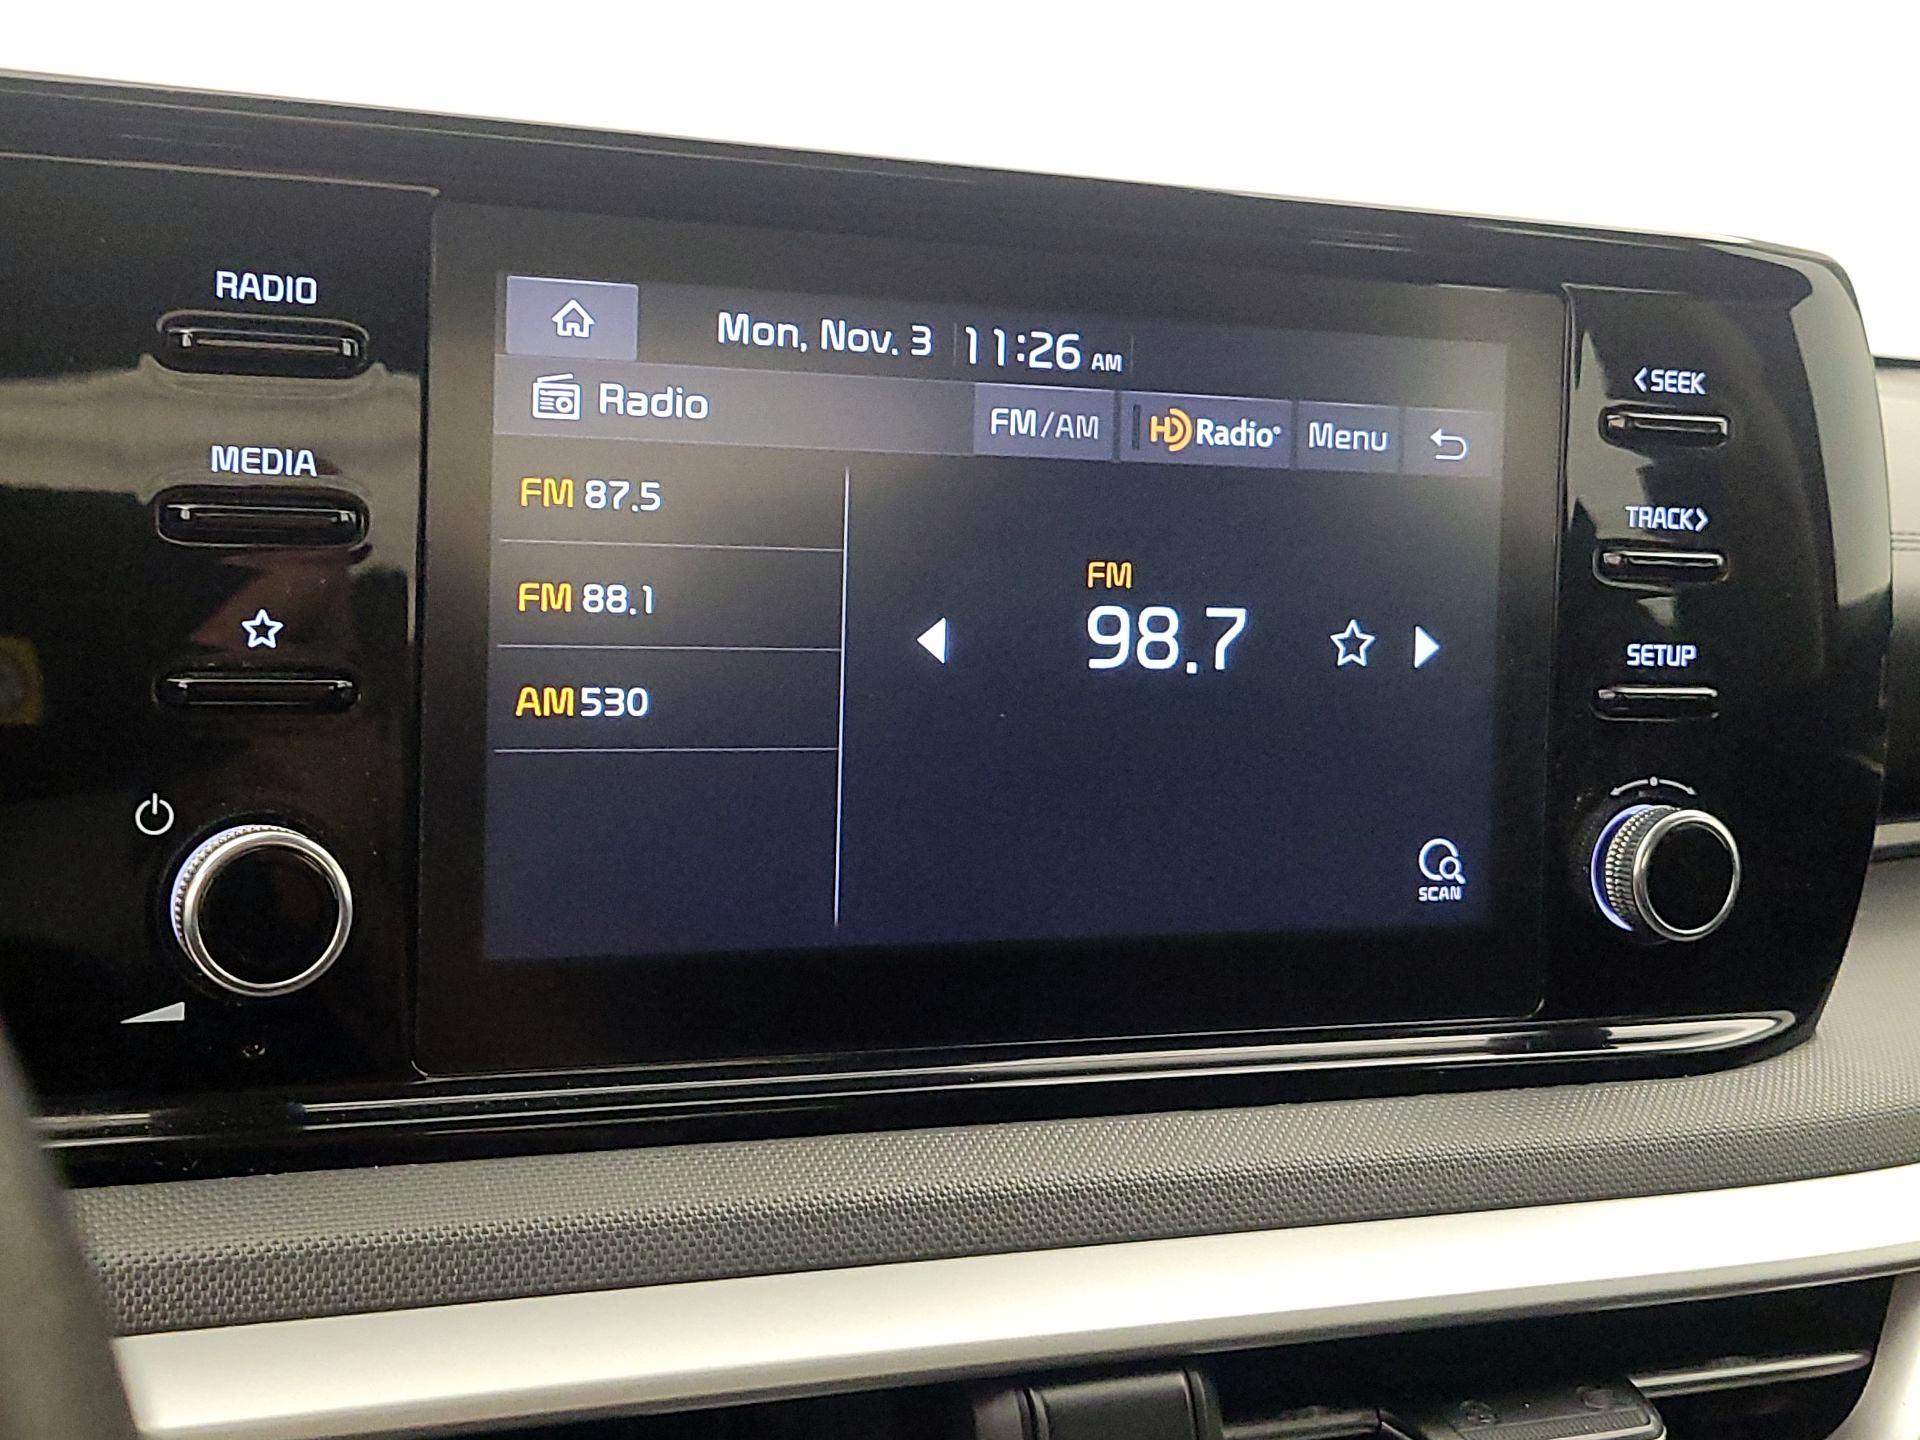 RADIO
MEDIA
Mon, Nov. 3 11:26 AM
Radio FM/AM HD Radio® Menu
FM 87.5
FM 88.1
AM 530
FM
98.7
SCAN
<SEEK
TRACK>
SETUP